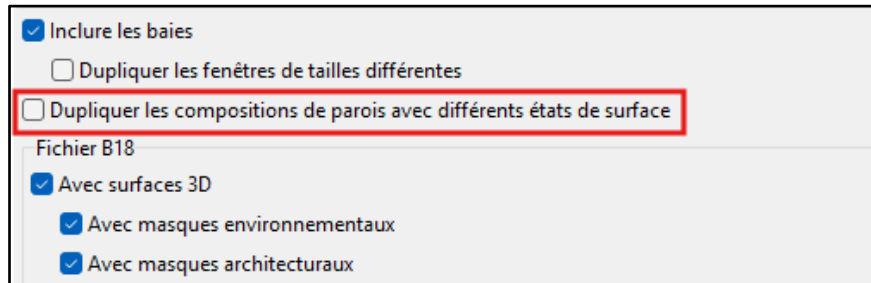 Inclure les baies
Dupliquer les fenêtres de tailles différentes
Dupliquer les compositions de parois avec différents états de surface
Fichier B18
Avec surfaces 3D
Avec masques environnementaux
Avec masques architecturaux